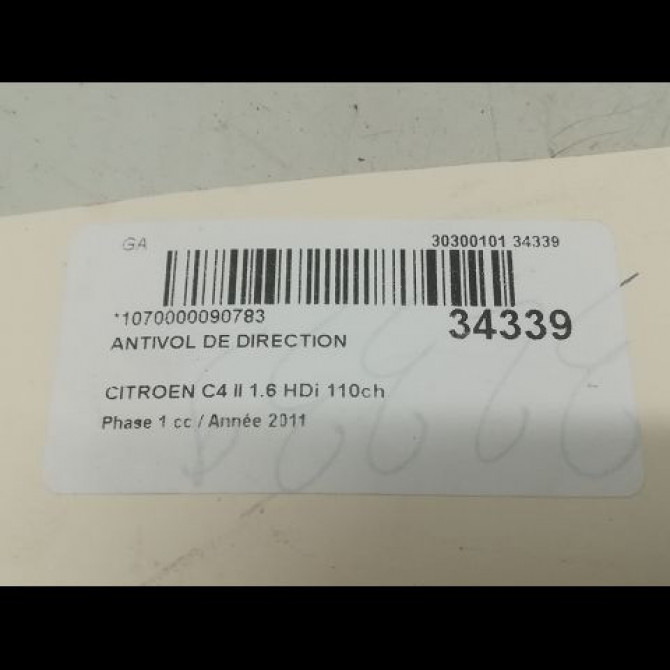 GA 30300101 34339
*1070000090783 34339
ANTIVOL DE DIRECTION
CITROEN C4 II 1.6 HDi 110ch
Phase 1 cc / Année 2011